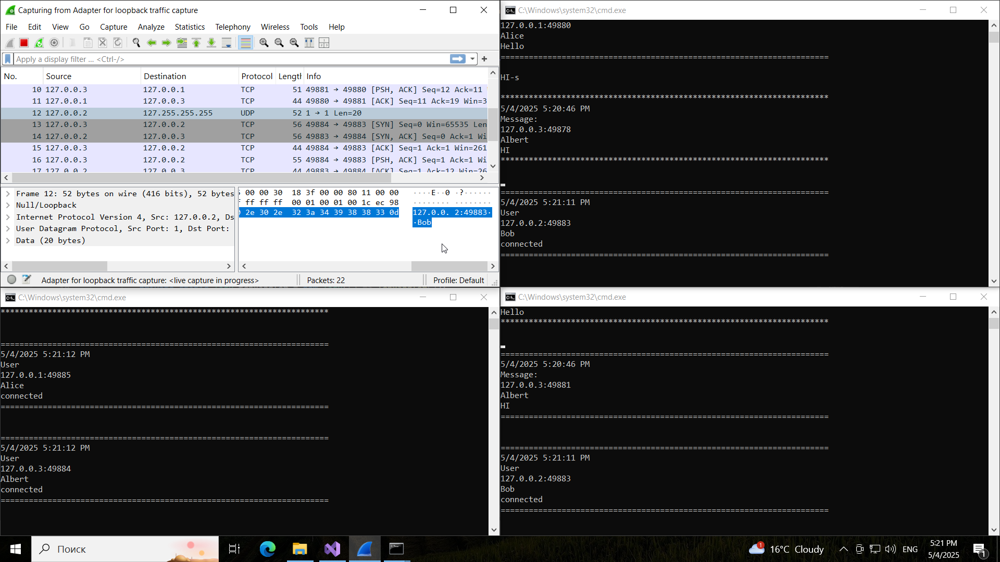 Capturing from Adapter for loopback traffic capture
File Edit View Go Capture Analyze Statistics Telephony Wireless Tools Help
Apply a display filter ... <Ctrl-/>
No. Source Destination Protocol Length Info
10 127.0.0.3 127.0.0.1 TCP 51 49881 → 49880 [PSH, ACK] Seq=12 Ack=11
11 127.0.0.1 127.0.0.3 TCP 44 49880 → 49881 [ACK] Seq=11 Ack=19 Win=3
12 127.0.0.2 127.255.255.255 UDP 52 1 → 1 Len=20
13 127.0.0.3 127.0.0.2 TCP 56 49884 → 49883 [SYN] Seq=0 Win=65535 Len
14 127.0.0.2 127.0.0.3 TCP 56 49883 → 49884 [SYN, ACK] Seq=0 Ack=1 Wi
15 127.0.0.3 127.0.0.2 TCP 44 49884 → 49883 [ACK] Seq=1 Ack=1 Win=261
16 127.0.0.3 127.0.0.2 TCP 55 49884 → 49883 [PSH, ACK] Seq=1 Ack=1 Wi
17 127.0.0.2 127.0.0.3 TCP 44 49883 → 49884 [ACK] Seq=1 Ack=12 Win=26
Frame 12: 52 bytes on wire (416 bits), 52 bytes
Null/Loopback
Internet Protocol Version 4, Src: 127.0.0.2, Ds
User Datagram Protocol, Src Port: 1, Dst Port:
Data (20 bytes)
00 00 30 18 3f 00 00 80 11 00 00 ····E··0 ·?······
ff ff ff 00 01 00 01 00 1c ec 98 ········ ········
2e 30 2e 32 3a 34 39 38 38 33 0d 127.0.0. 2:49883·
·Bob
Adapter for loopback traffic capture: <live capture in progress> Packets: 22 Profile: Default
C:\Windows\system32\cmd.exe
127.0.0.1:49880
Alice
Hello
======================================================================
HI-s
**********************************************************************
5/4/2025 5:20:46 PM
Message:
127.0.0.3:49878
Albert
HI
**********************************************************************
======================================================================
5/4/2025 5:21:11 PM
User
127.0.0.2:49883
Bob
connected
======================================================================
C:\Windows\system32\cmd.exe
**********************************************************************
======================================================================
5/4/2025 5:21:12 PM
User
127.0.0.1:49885
Alice
connected
======================================================================
======================================================================
5/4/2025 5:21:12 PM
User
127.0.0.3:49884
Albert
connected
======================================================================
C:\Windows\system32\cmd.exe
Hello
**********************************************************************
======================================================================
5/4/2025 5:20:46 PM
Message:
127.0.0.3:49881
Albert
HI
======================================================================
======================================================================
5/4/2025 5:21:11 PM
User
127.0.0.2:49883
Bob
connected
======================================================================
Поиск
1
16°C Cloudy
ENG
5:21 PM
5/4/2025
1